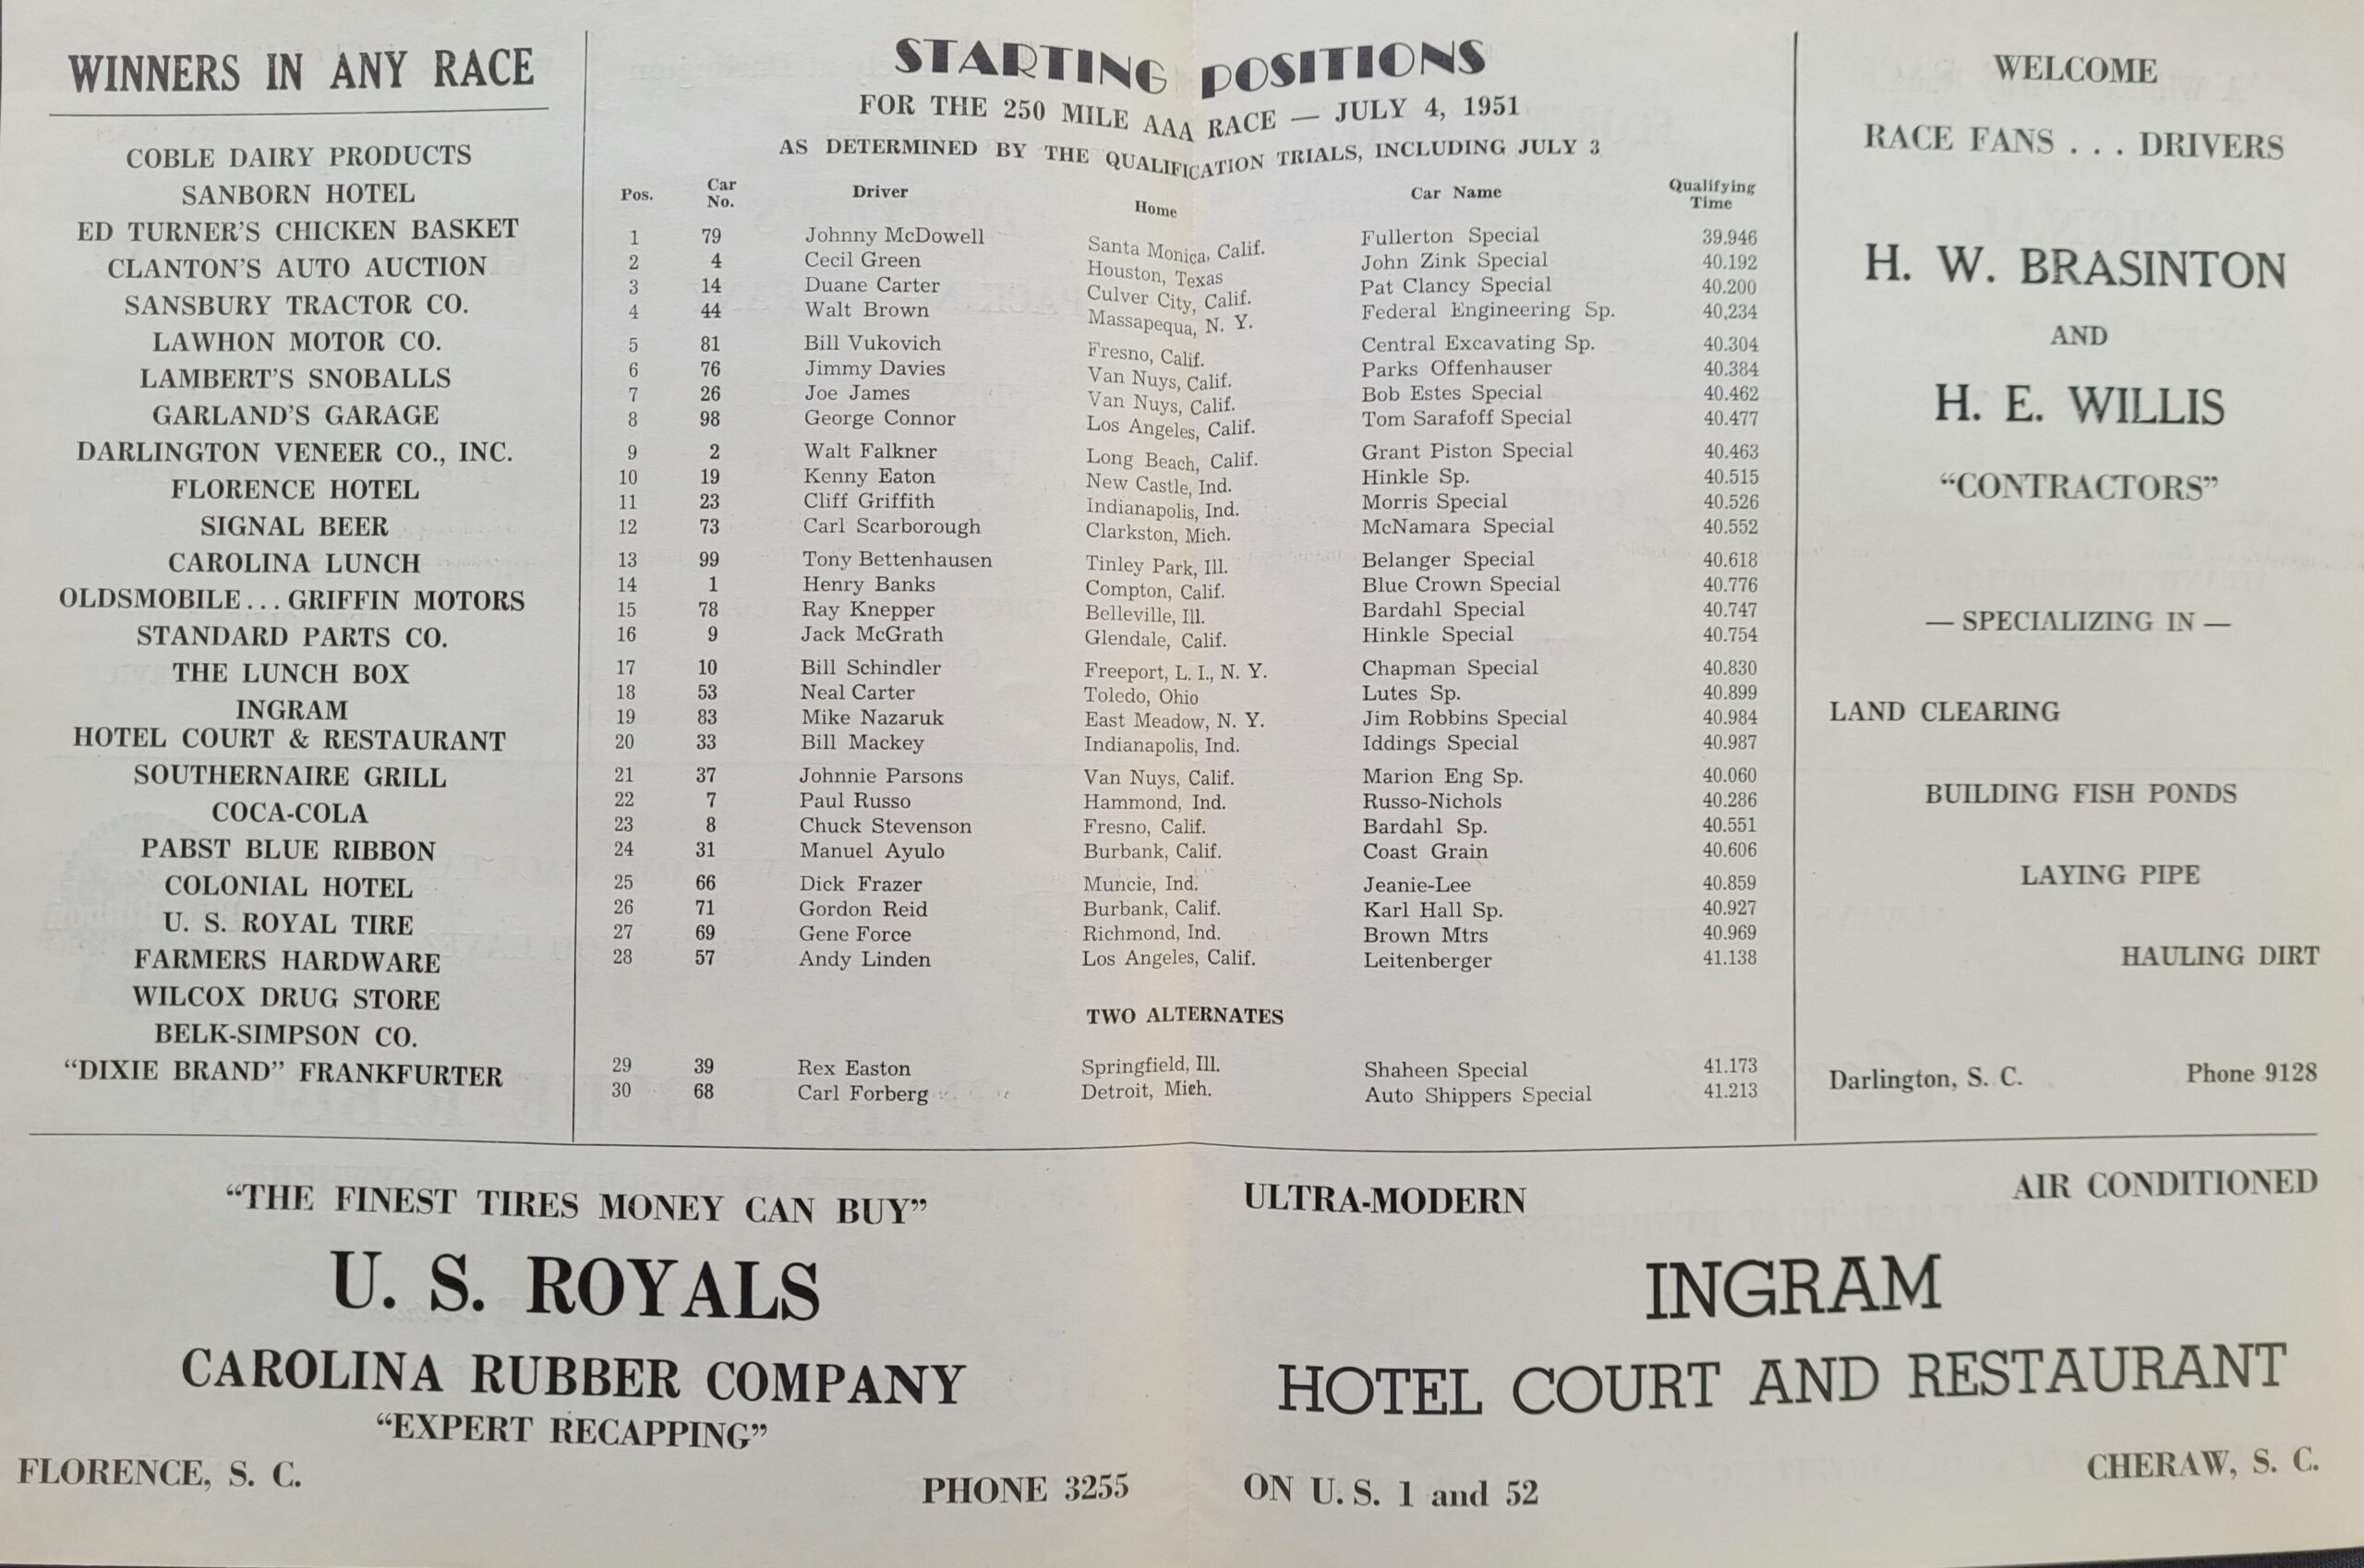 WINNERS IN ANY RACE
COBLE DAIRY PRODUCTS
SANBORN HOTEL
ED TURNER'S CHICKEN BASKET
CLANTON'S AUTO AUCTION
SANSBURY TRACTOR CO.
LAWHON MOTOR CO.
LAMBERT'S SNOBALLS
GARLAND'S GARAGE
DARLINGTON VENEER CO., INC.
FLORENCE HOTEL
SIGNAL BEER
CAROLINA LUNCH
OLDSMOBILE . . . GRIFFIN MOTORS
STANDARD PARTS CO.
THE LUNCH BOX
INGRAM
HOTEL COURT & RESTAURANT
SOUTHERNAIRE GRILL
COCA-COLA
PABST BLUE RIBBON
COLONIAL HOTEL
U. S. ROYAL TIRE
FARMERS HARDWARE
WILCOX DRUG STORE
BELK-SIMPSON CO.
"DIXIE BRAND" FRANKFURTER
STARTING POSITIONS
FOR THE 250 MILE AAA RACE — JULY 4, 1951
AS DETERMINED BY THE QUALIFICATION TRIALS, INCLUDING JULY 3
Pos. Car No. Driver Home Car Name Qualifying Time
1 79 Johnny McDowell Santa Monica, Calif. Fullerton Special 39.946
2 4 Cecil Green Houston, Texas John Zink Special 40.192
3 14 Duane Carter Culver City, Calif. Pat Clancy Special 40.200
4 44 Walt Brown Massapequa, N. Y. Federal Engineering Sp. 40,234
5 81 Bill Vukovich Fresno, Calif. Central Excavating Sp. 40.304
6 76 Jimmy Davies Van Nuys, Calif. Parks Offenhauser 40.384
7 26 Joe James Van Nuys, Calif. Bob Estes Special 40.462
8 98 George Connor Los Angeles, Calif. Tom Sarafoff Special 40.477
9 2 Walt Falkner Long Beach, Calif. Grant Piston Special 40.463
10 19 Kenny Eaton New Castle, Ind. Hinkle Sp. 40.515
11 23 Cliff Griffith Indianapolis, Ind. Morris Special 40.526
12 73 Carl Scarborough Clarkston, Mich. McNamara Special 40.552
13 99 Tony Bettenhausen Tinley Park, Ill. Belanger Special 40.618
14 1 Henry Banks Compton, Calif. Blue Crown Special 40.776
15 78 Ray Knepper Belleville, Ill. Bardahl Special 40.747
16 9 Jack McGrath Glendale, Calif. Hinkle Special 40.754
17 10 Bill Schindler Freeport, L. I., N. Y. Chapman Special 40.830
18 53 Neal Carter Toledo, Ohio Lutes Sp. 40.899
19 83 Mike Nazaruk East Meadow, N. Y. Jim Robbins Special 40.984
20 33 Bill Mackey Indianapolis, Ind. Iddings Special 40.987
21 37 Johnnie Parsons Van Nuys, Calif. Marion Eng Sp. 40.060
22 7 Paul Russo Hammond, Ind. Russo-Nichols 40.286
23 8 Chuck Stevenson Fresno, Calif. Bardahl Sp. 40.551
24 31 Manuel Ayulo Burbank, Calif. Coast Grain 40.606
25 66 Dick Frazer Muncie, Ind. Jeanie-Lee 40.859
26 71 Gordon Reid Burbank, Calif. Karl Hall Sp. 40.927
27 69 Gene Force Richmond, Ind. Brown Mtrs 40.969
28 57 Andy Linden Los Angeles, Calif. Leitenberger 41.138
TWO ALTERNATES
29 39 Rex Easton Springfield, Ill. Shaheen Special 41.173
30 68 Carl Forberg Detroit, Mich. Auto Shippers Special 41.213
WELCOME
RACE FANS . . . DRIVERS
H. W. BRASINTON
AND
H. E. WILLIS
"CONTRACTORS"
— SPECIALIZING IN —
LAND CLEARING
BUILDING FISH PONDS
LAYING PIPE
HAULING DIRT
Darlington, S. C. Phone 9128
"THE FINEST TIRES MONEY CAN BUY"
U. S. ROYALS
CAROLINA RUBBER COMPANY
"EXPERT RECAPPING"
FLORENCE, S. C. PHONE 3255
ULTRA-MODERN AIR CONDITIONED
INGRAM
HOTEL COURT AND RESTAURANT
ON U. S. 1 and 52 CHERAW, S. C.